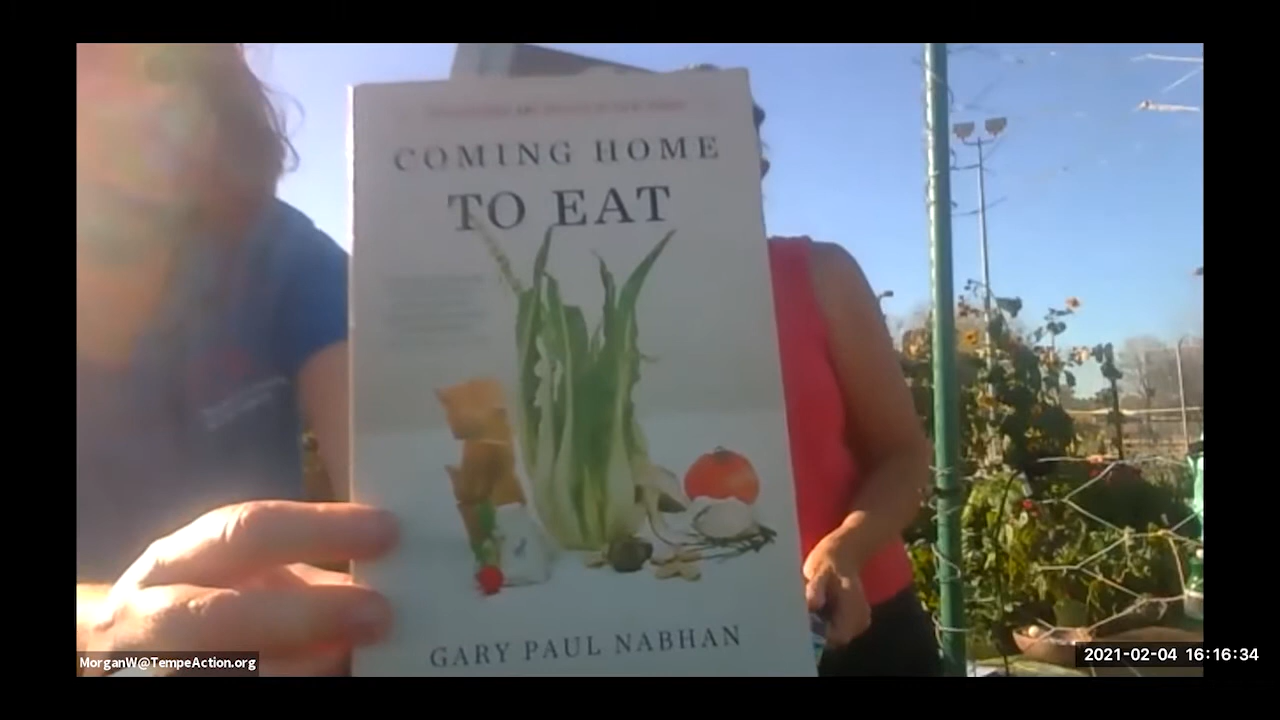 COMING HOME
TO EAT
GARY PAUL NABHAN
MorganW@TempeAction.org
2021-02-04 16:16:34